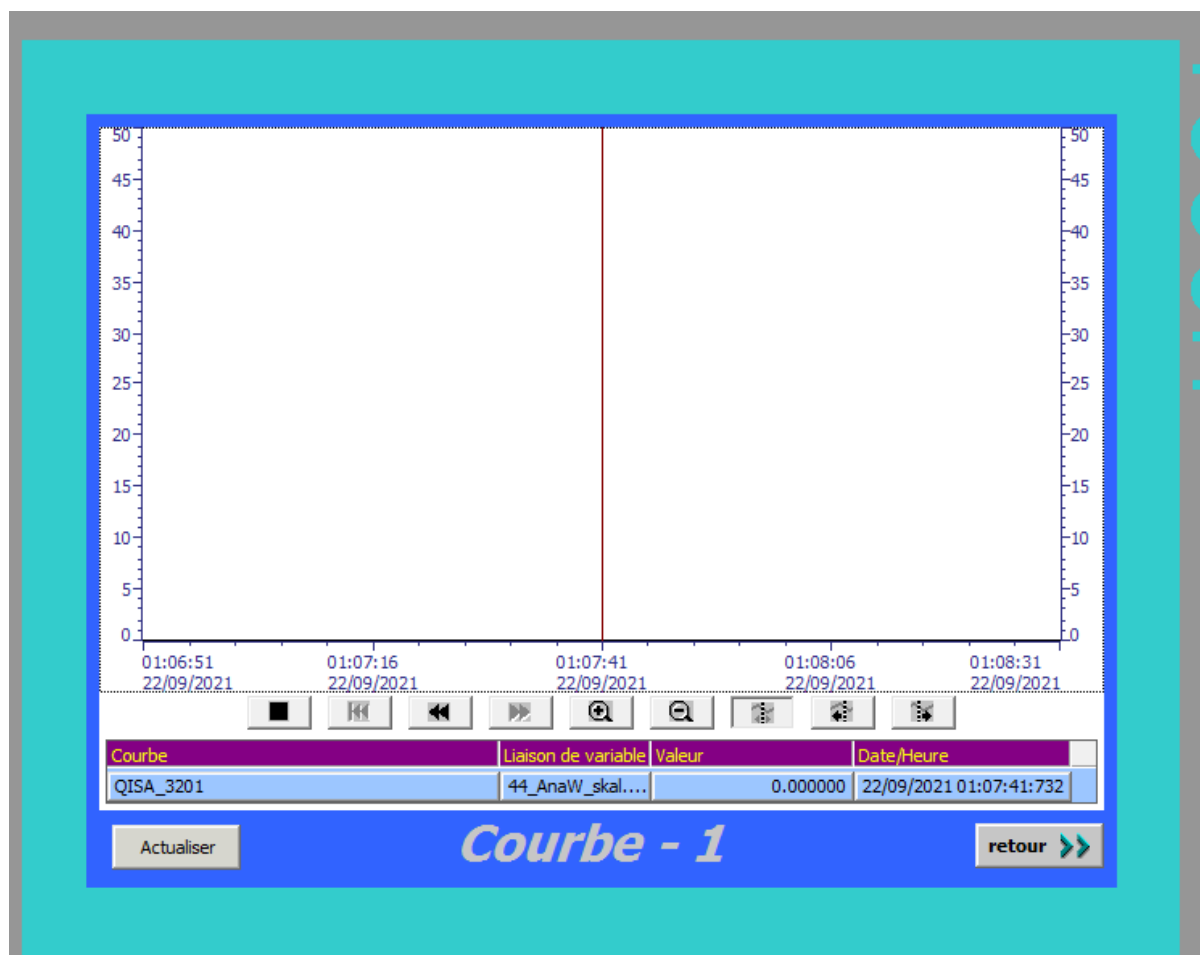 50 50
45 45
40 40
35 35
30 30
25 25
20 20
15 15
10 10
5 5
0 0
01:06:51 01:07:16 01:07:41 01:08:06 01:08:31
22/09/2021 22/09/2021 22/09/2021 22/09/2021 22/09/2021
Courbe Liaison de variable Valeur Date/Heure
QISA_3201 44_AnaW_skal.... 0.000000 22/09/2021 01:07:41:732
Actualiser Courbe - 1 retour >>